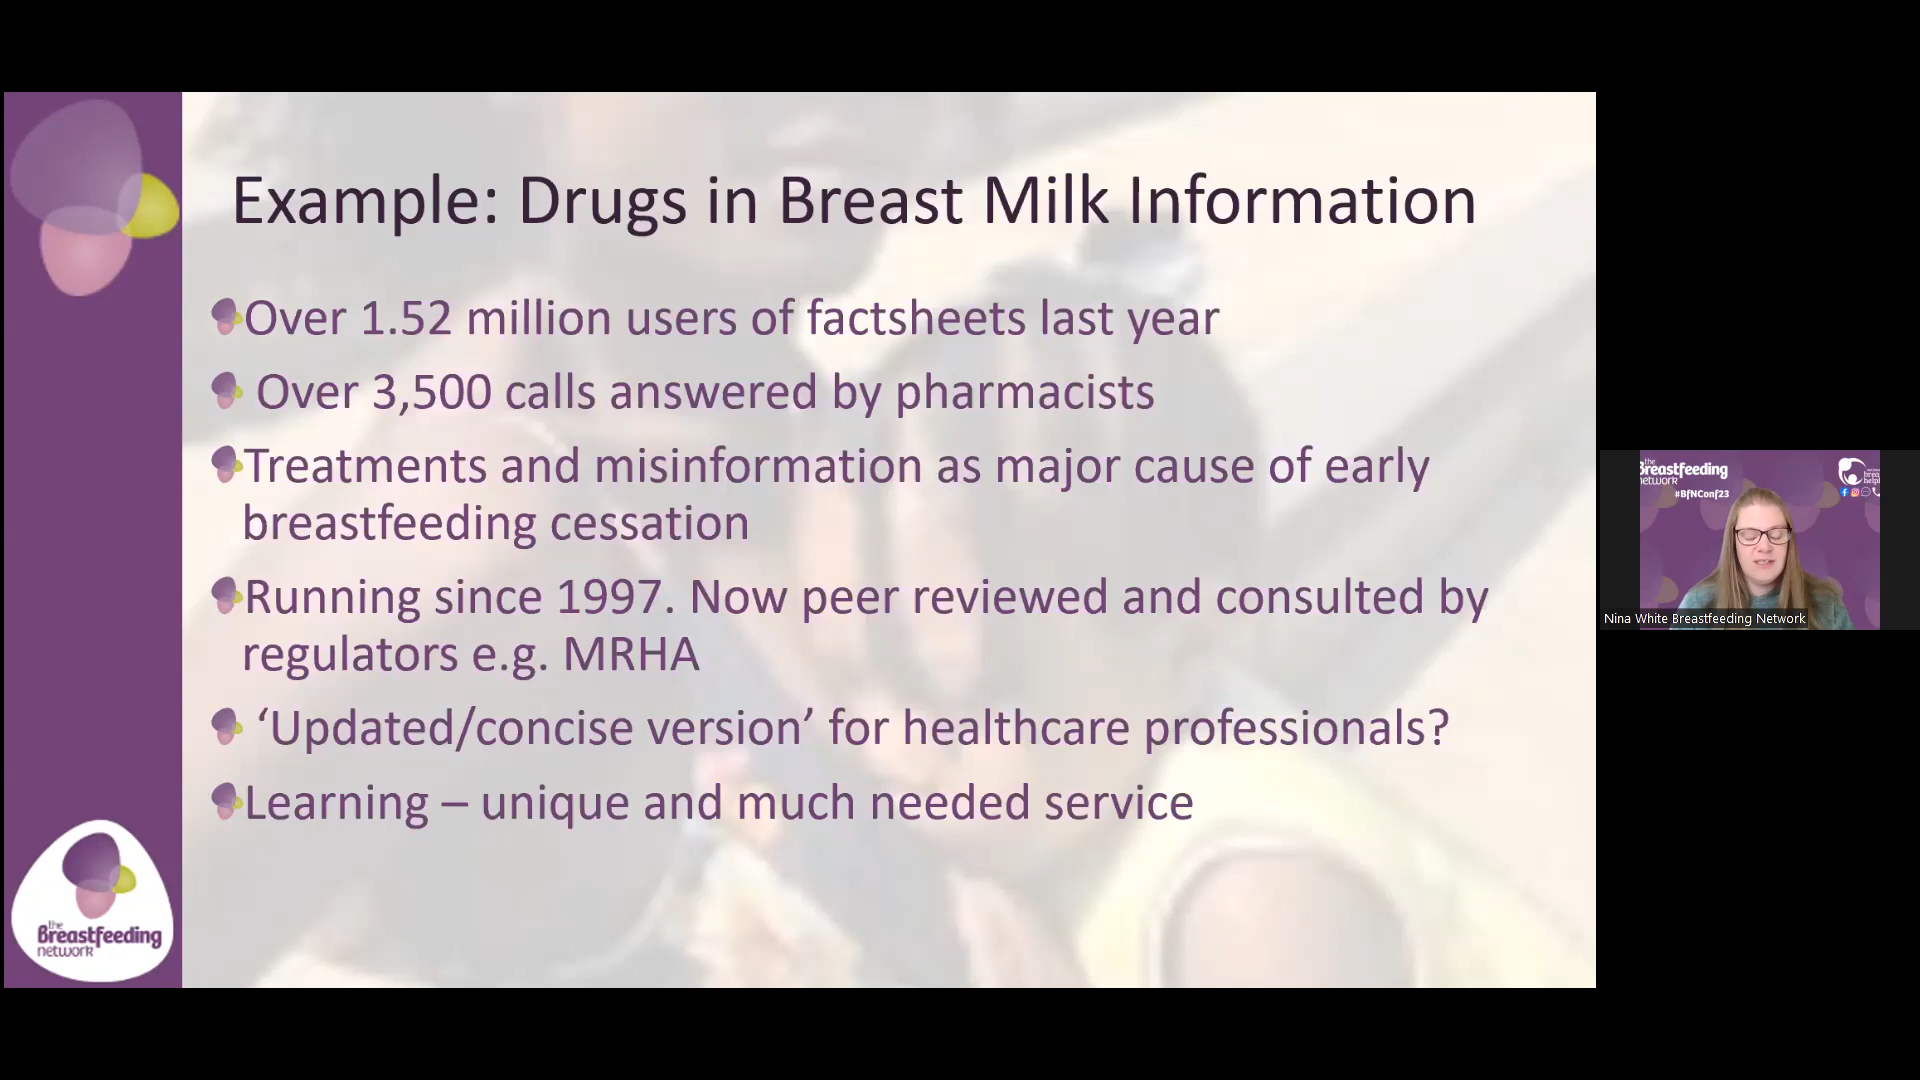 Example: Drugs in Breast Milk Information
Over 1.52 million users of factsheets last year
Over 3,500 calls answered by pharmacists
Treatments and misinformation as major cause of early
breastfeeding cessation
Running since 1997. Now peer reviewed and consulted by
regulators e.g. MRHA
‘Updated/concise version’ for healthcare professionals?
Learning – unique and much needed service
the
Breastfeeding
network
the
Breastfeeding
network
#BfNConf23
Nina White Breastfeeding Network